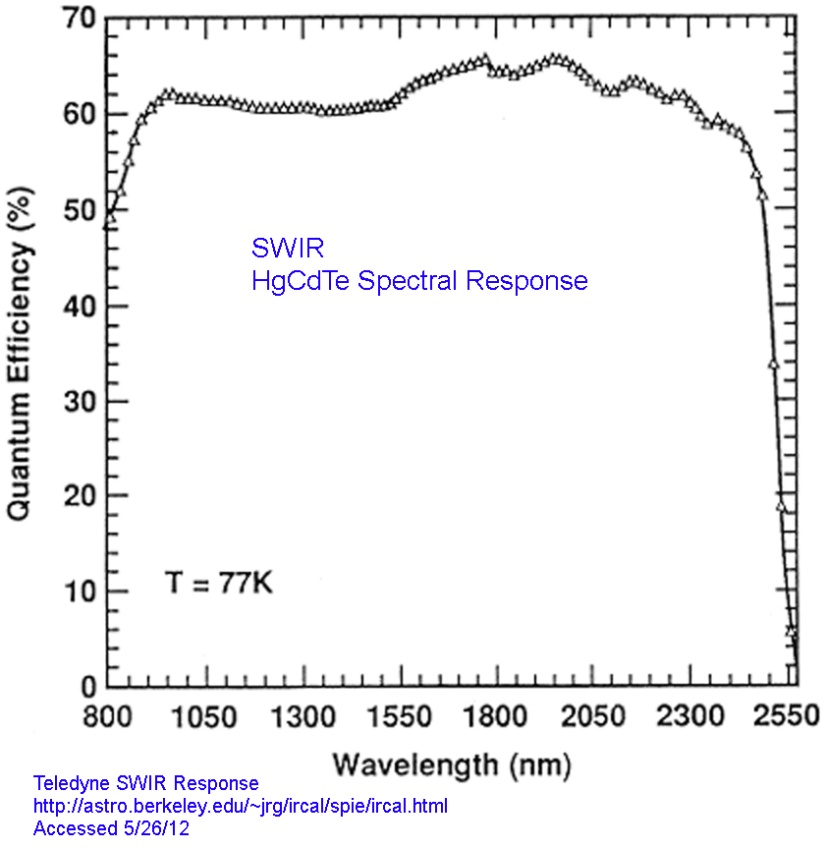 70
60
50
40
30
20
10
0
Quantum Efficiency (%)
SWIR
HgCdTe Spectral Response
T = 77K
800 1050 1300 1550 1800 2050 2300 2550
Wavelength (nm)
Teledyne SWIR Response
http://astro.berkeley.edu/~jrg/ircal/spie/ircal.html
Accessed 5/26/12